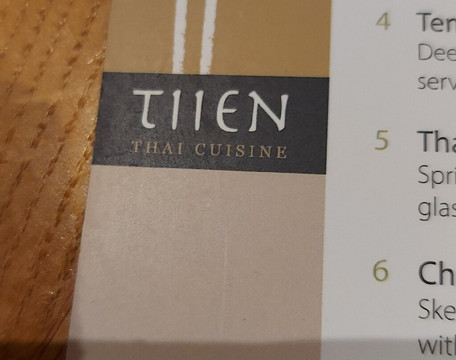 TIIEN
THAI CUISINE
4 Ten
Dee
serv
5 Tha
Spri
glas
6 Ch
Ske
with